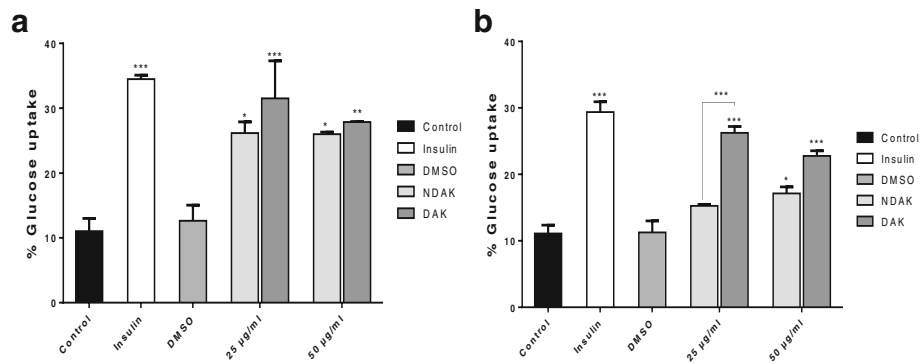 a
% Glucose uptake
40
30
20
10
0
***
*
***
*
**
Control
Insulin
DMSO
25 µg/ml
50 µg/ml
Control
Insulin
DMSO
NDAK
DAK
b
% Glucose uptake
40
30
20
10
0
***
***
***
*
***
Control
Insulin
DMSO
25 µg/ml
50 µg/ml
Control
Insulin
DMSO
NDAK
DAK